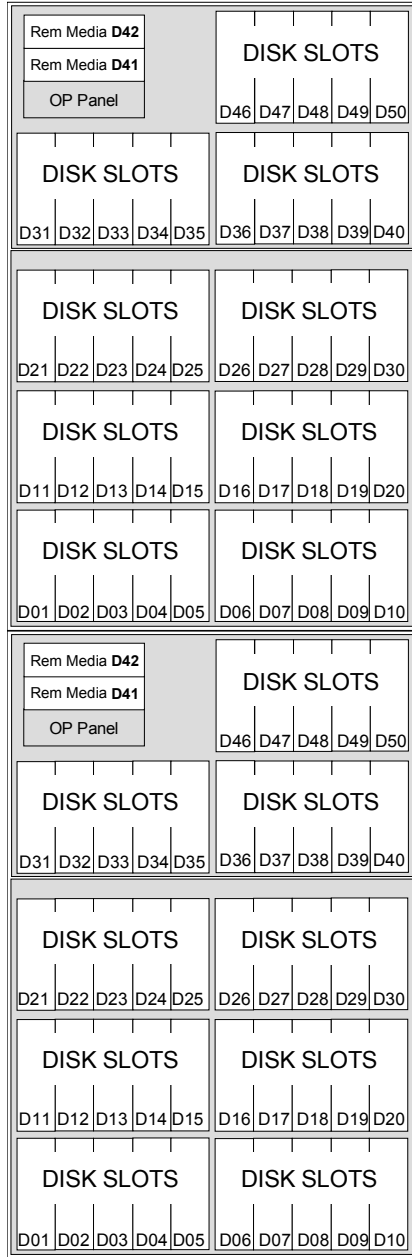 Rem Media D42
DISK SLOTS
Rem Media D41
OP Panel
D46 D47 D48 D49 D50
DISK SLOTS DISK SLOTS
D31 D32 D33 D34 D35 D36 D37 D38 D39 D40
DISK SLOTS DISK SLOTS
D21 D22 D23 D24 D25 D26 D27 D28 D29 D30
DISK SLOTS DISK SLOTS
D11 D12 D13 D14 D15 D16 D17 D18 D19 D20
DISK SLOTS DISK SLOTS
D01 D02 D03 D04 D05 D06 D07 D08 D09 D10
Rem Media D42
DISK SLOTS
Rem Media D41
OP Panel
D46 D47 D48 D49 D50
DISK SLOTS DISK SLOTS
D31 D32 D33 D34 D35 D36 D37 D38 D39 D40
DISK SLOTS DISK SLOTS
D21 D22 D23 D24 D25 D26 D27 D28 D29 D30
DISK SLOTS DISK SLOTS
D11 D12 D13 D14 D15 D16 D17 D18 D19 D20
DISK SLOTS DISK SLOTS
D01 D02 D03 D04 D05 D06 D07 D08 D09 D10